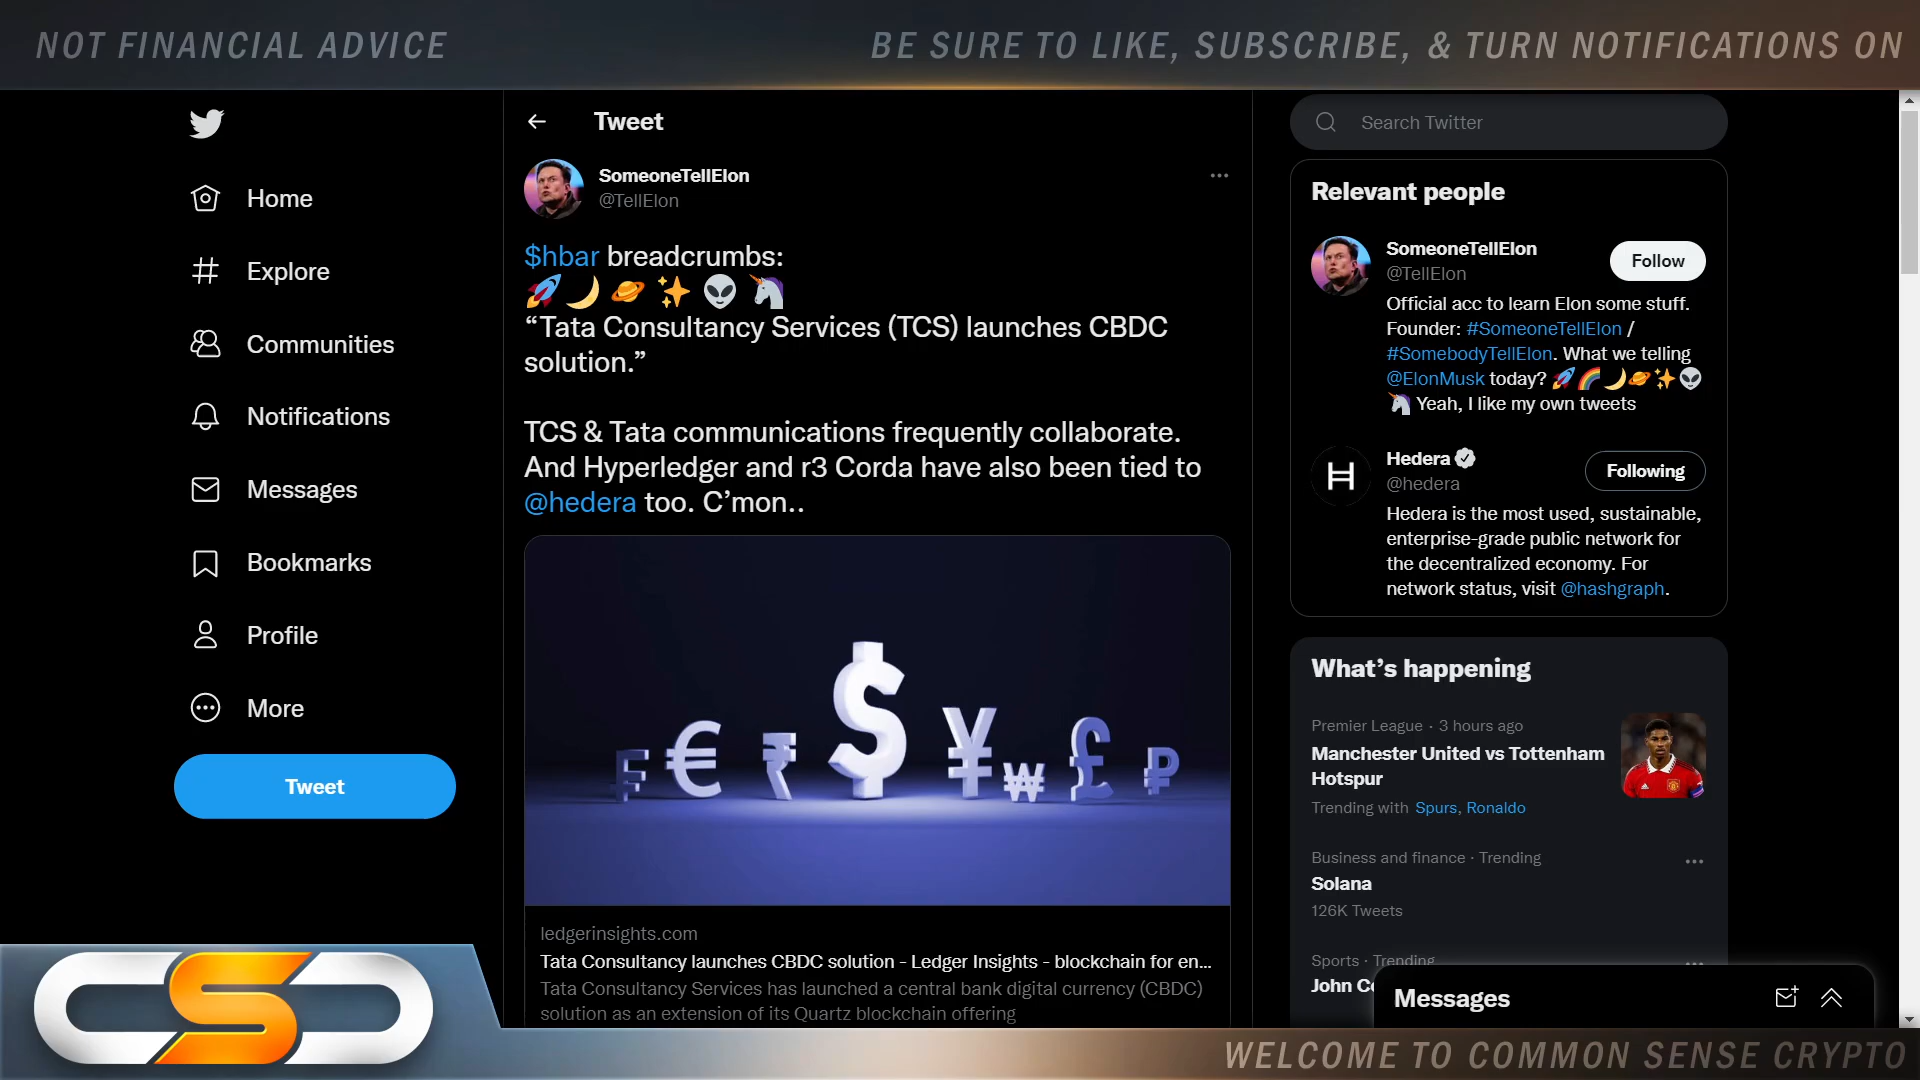 NOT FINANCIAL ADVICE
BE SURE TO LIKE, SUBSCRIBE, & TURN NOTIFICATIONS ON
Home
Explore
Communities
Notifications
Messages
Bookmarks
Profile
More
Tweet
Tweet
SomeoneTellElon
@TellElon
$hbar breadcrumbs:
🚀🌙🪐✨👽🦄
“Tata Consultancy Services (TCS) launches CBDC
solution.”
TCS & Tata communications frequently collaborate.
And Hyperledger and r3 Corda have also been tied to
@hedera too. C’mon..
$ € ₹ $ ¥ ₩ £ ₽
ledgerinsights.com
Tata Consultancy launches CBDC solution - Ledger Insights - blockchain for en...
Tata Consultancy Services has launched a central bank digital currency (CBDC)
solution as an extension of its Quartz blockchain offering
Search Twitter
Relevant people
SomeoneTellElon
@TellElon
Follow
Official acc to learn Elon some stuff.
Founder: #SomeoneTellElon /
#SomebodyTellElon. What we telling
@ElonMusk today? 🚀🌈🌙🪐✨👽
🦄 Yeah, I like my own tweets
H
Hedera
@hedera
Following
Hedera is the most used, sustainable,
enterprise-grade public network for
the decentralized economy. For
network status, visit @hashgraph.
What’s happening
Premier League · 3 hours ago
Manchester United vs Tottenham
Hotspur
Trending with Spurs, Ronaldo
Business and finance · Trending
Solana
126K Tweets
Sports · Trending
John
Messages
CSC
WELCOME TO COMMON SENSE CRYPTO